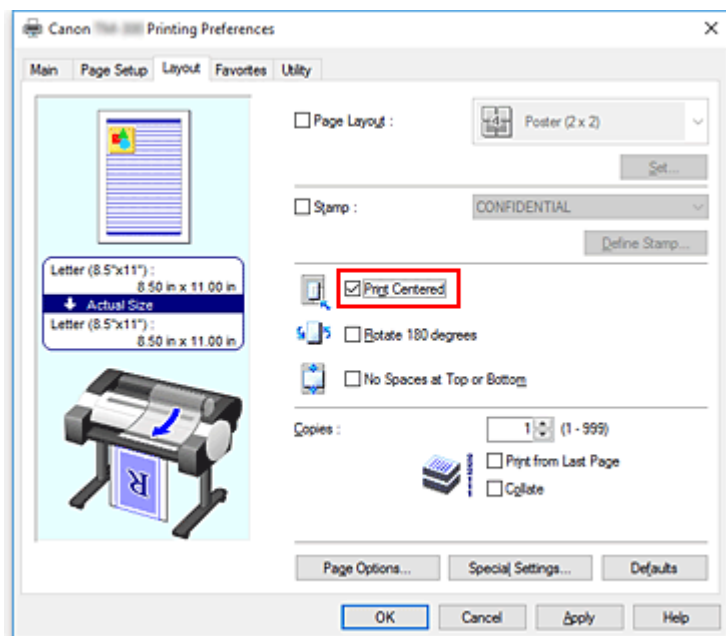 Canon Printing Preferences
Main Page Setup Layout Favorites Utility
Page Layout :
4
Poster (2 x 2)
Set...
Stamp :
CONFIDENTIAL
Define Stamp...
Letter (8.5"x11") :
8.50 in x 11.00 in
Actual Size
Letter (8.5"x11") :
8.50 in x 11.00 in
Print Centered
Rotate 180 degrees
No Spaces at Top or Bottom
Copies :
1 (1 - 999)
Print from Last Page
Collate
R
Page Options... Special Settings... Defaults
OK Cancel Apply Help